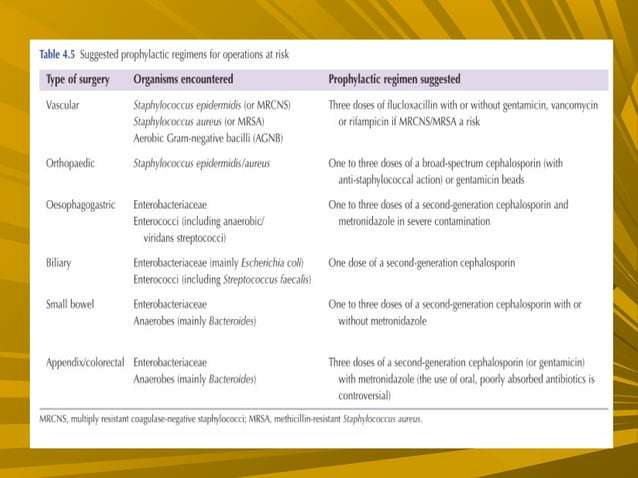 Table 4.5 Suggested prophylactic regimens for operations at risk
Type of surgery Organisms encountered Prophylactic regimen suggested
Vascular Staphylococcus epidermidis (or MRCNS) Three doses of flucloxacillin with or without gentamicin, vancomycin
Staphylococcus aureus (or MRSA) or rifampicin if MRCNS/MRSA a risk
Aerobic Gram-negative bacilli (AGNB)
Orthopaedic Staphylococcus epidermidis/aureus One to three doses of a broad-spectrum cephalosporin (with
anti-staphylococcal action) or gentamicin beads
Oesophagogastric Enterobacteriaceae One to three doses of a second-generation cephalosporin and
Enterococci (including anaerobic/ metronidazole in severe contamination
viridans streptococci)
Biliary Enterobacteriaceae (mainly Escherichia coli) One dose of a second-generation cephalosporin
Enterococci (including Streptococcus faecalis)
Small bowel Enterobacteriaceae One to three doses of a second-generation cephalosporin with or
Anaerobes (mainly Bacteroides) without metronidazole
Appendix/colorectal Enterobacteriaceae Three doses of a second-generation cephalosporin (or gentamicin)
Anaerobes (mainly Bacteroides) with metronidazole (the use of oral, poorly absorbed antibiotics is
controversial)
MRCNS, multiply resistant coagulase-negative staphylococci; MRSA, methicillin-resistant Staphylococcus aureus.